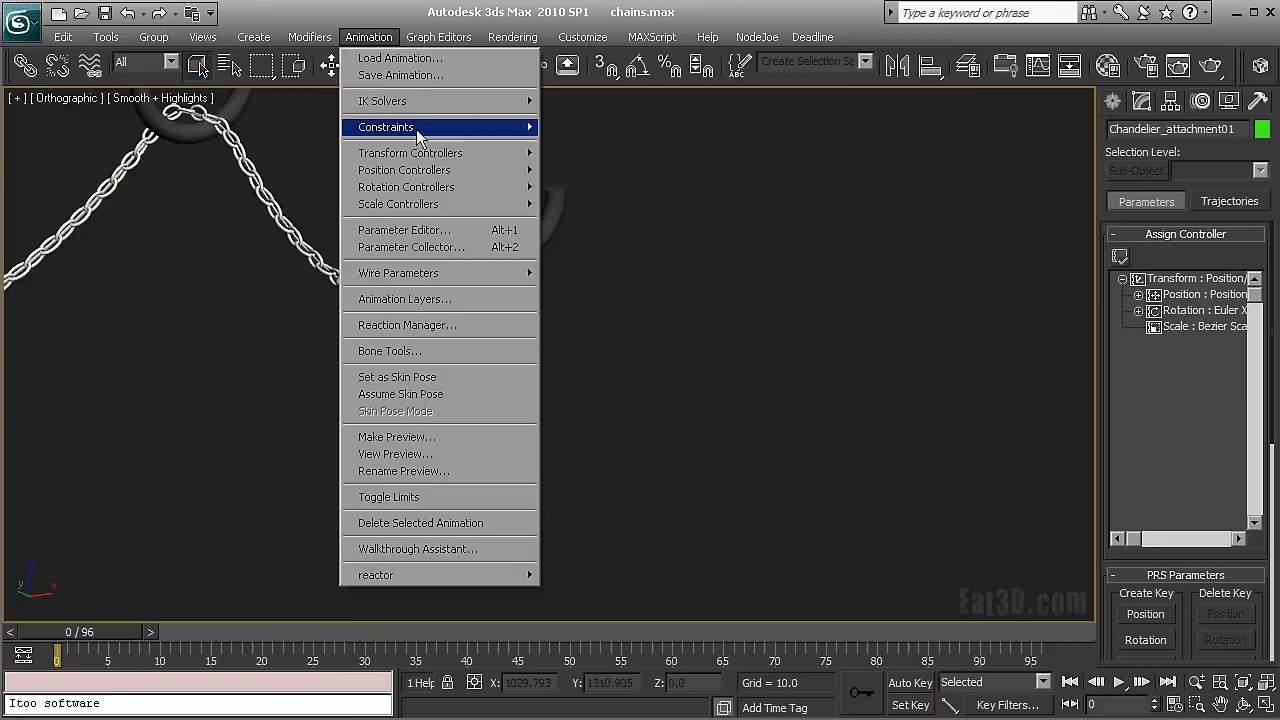 Autodesk 3ds Max 2010 SP1 chains.max
Type a keyword or phrase
Edit Tools Group Views Create Modifiers Animation Graph Editors Rendering Customize MAXScript Help NodeJoe Deadline
All
Create Selection Se
[ + ] [ Orthographic ] [ Smooth + Highlights ]
Load Animation...
Save Animation...
IK Solvers
Constraints
Transform Controllers
Position Controllers
Rotation Controllers
Scale Controllers
Parameter Editor... Alt+1
Parameter Collector... Alt+2
Wire Parameters
Animation Layers...
Reaction Manager...
Bone Tools...
Set as Skin Pose
Assume Skin Pose
Skin Pose Mode
Make Preview...
View Preview...
Rename Preview...
Toggle Limits
Delete Selected Animation
Walkthrough Assistant...
reactor
Chandelier_attachment01
Selection Level:
Sub-Object
Parameters Trajectories
- Assign Controller
Transform : Position/
Position : Position
Rotation : Euler X
Scale : Bezier Sca
- PRS Parameters
Create Key Delete Key
Position Position
Rotation Rotation
Eat3D.com
x
y
< 0 / 96 >
0 5 10 15 20 25 30 35 40 45 50 55 60 65 70 75 80 85 90 95
1 Help X: 1029.793 Y: 1310.905 Z: 0.0 Grid = 10.0 Auto Key Selected
Itoo software
Add Time Tag Set Key Key Filters... 0